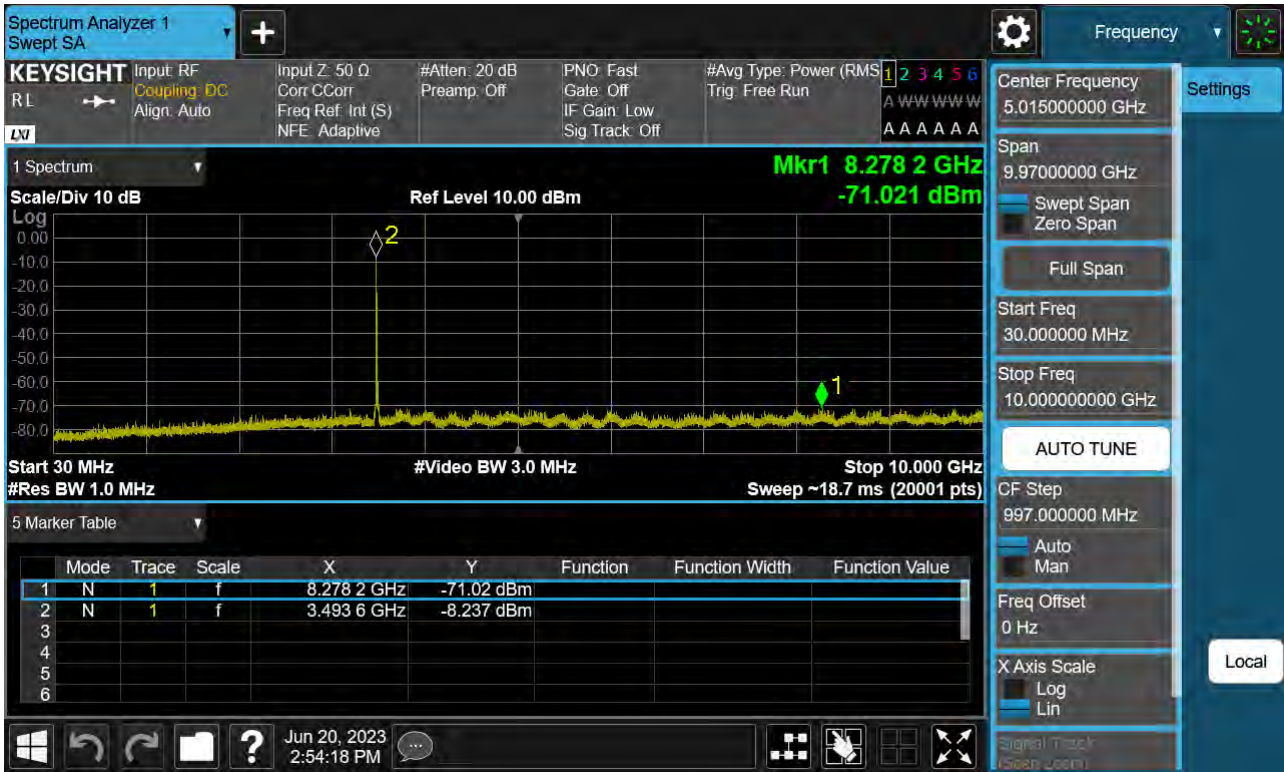 Spectrum Analyzer 1
Swept SA
Frequency
KEYSIGHT
RL
LXI
Input: RF
Coupling: DC
Align: Auto
Input Z: 50 Ω
Corr CCorr
Freq Ref: Int (S)
NFE: Adaptive
#Atten: 20 dB
Preamp: Off
PNO: Fast
Gate: Off
IF Gain: Low
Sig Track: Off
#Avg Type: Power (RMS
Trig: Free Run
1 2 3 4 5 6
A W W W W W
A A A A A A
1 Spectrum
Mkr1 8.278 2 GHz
Scale/Div 10 dB
Ref Level 10.00 dBm
-71.021 dBm
Log
0.00
-10.0
-20.0
-30.0
-40.0
-50.0
-60.0
-70.0
-80.0
2
1
Start 30 MHz
#Video BW 3.0 MHz
Stop 10.000 GHz
#Res BW 1.0 MHz
Sweep ~18.7 ms (20001 pts)
5 Marker Table
Mode Trace Scale X Y Function Function Width Function Value
1 N 1 f 8.278 2 GHz -71.02 dBm
2 N 1 f 3.493 6 GHz -8.237 dBm
3
4
5
6
Center Frequency
5.015000000 GHz
Span
9.97000000 GHz
Swept Span
Zero Span
Full Span
Start Freq
30.000000 MHz
Stop Freq
10.000000000 GHz
AUTO TUNE
CF Step
997.000000 MHz
Auto
Man
Freq Offset
0 Hz
X Axis Scale
Log
Lin
Signal Track
(Span Zoom)
Settings
Local
?
Jun 20, 2023
2:54:18 PM